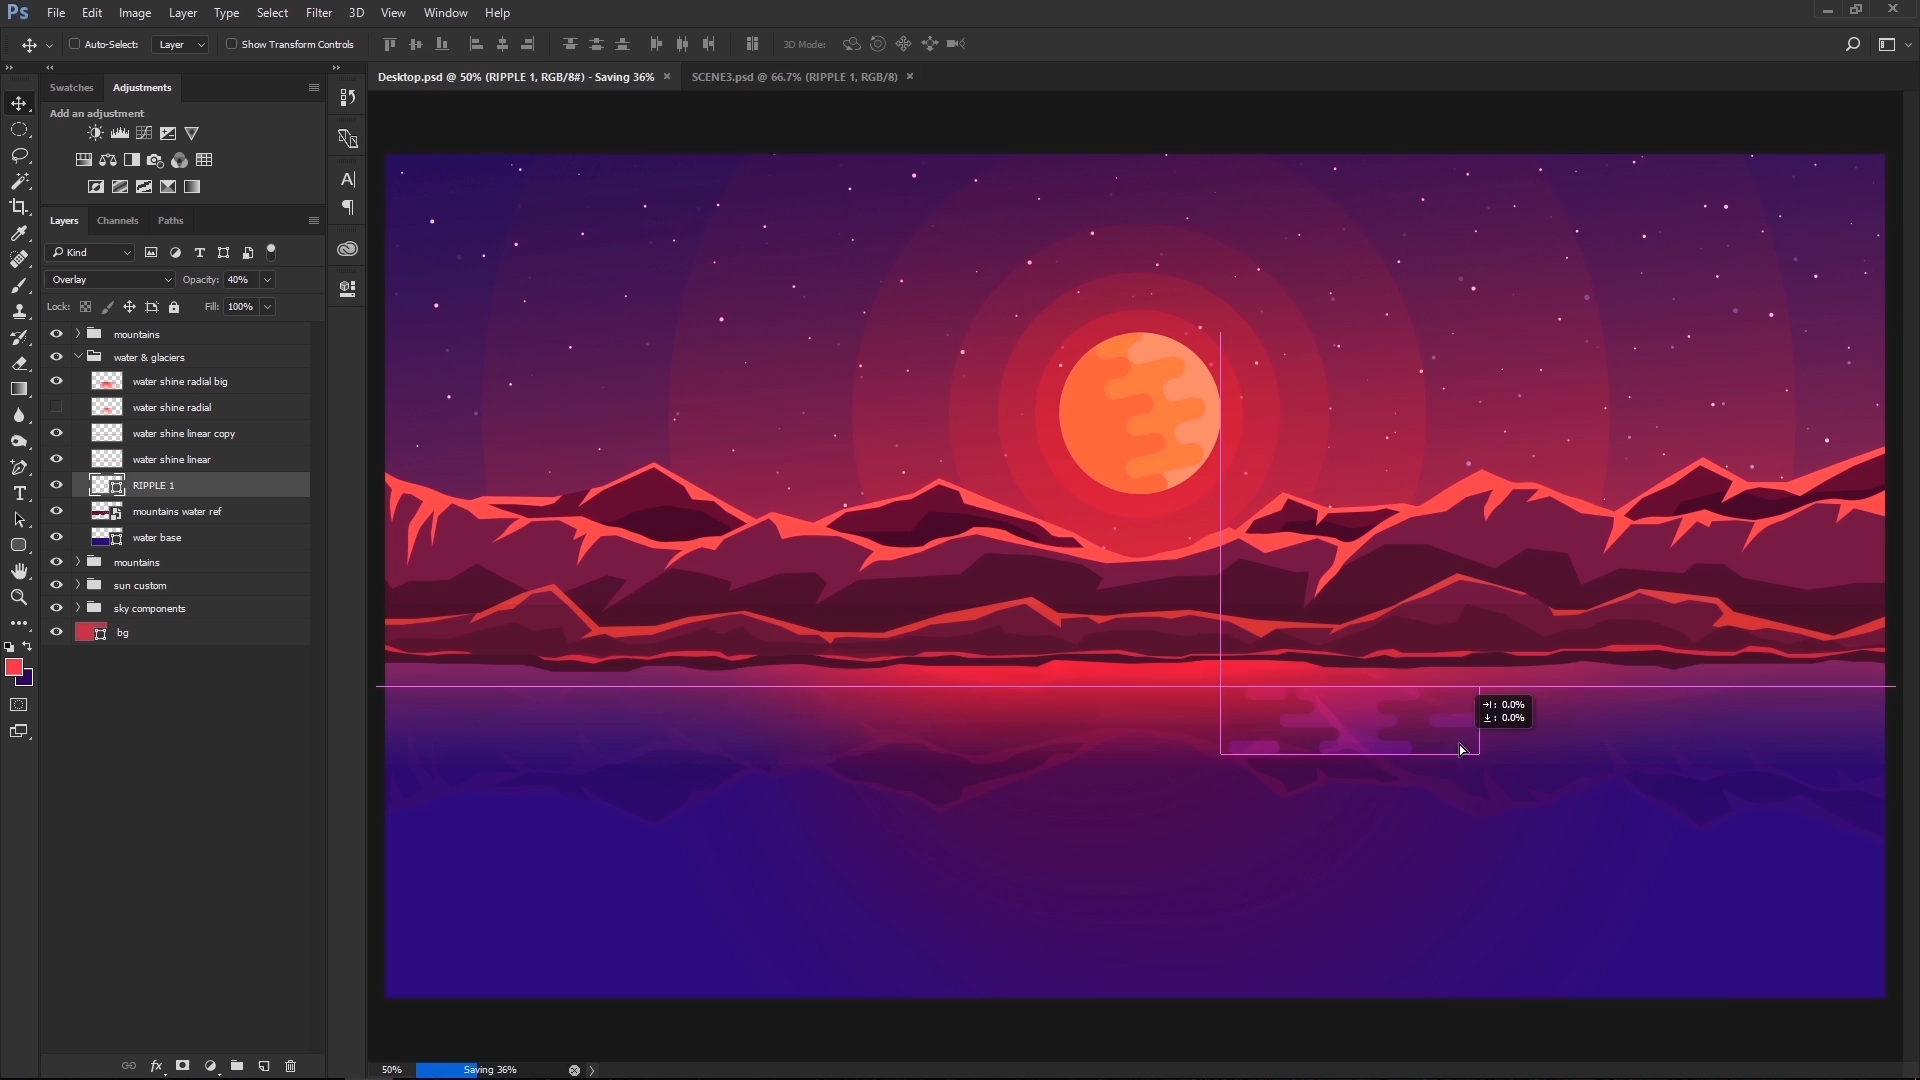 Ps File Edit Image Layer Type Select Filter 3D View Window Help
Auto-Select: Layer Show Transform Controls 3D Mode:
Desktop.psd @ 50% (RIPPLE 1, RGB/8#) - Saving 36% × SCENE3.psd @ 66.7% (RIPPLE 1, RGB/8) ×
Swatches Adjustments
Add an adjustment
Layers Channels Paths
Kind
Overlay Opacity: 40%
Lock: Fill: 100%
mountains
water & glaciers
water shine radial big
water shine radial
water shine linear copy
water shine linear
RIPPLE 1
mountains water ref
water base
mountains
sun custom
sky components
bg
: 0.0%
: 0.0%
50% Saving 36%